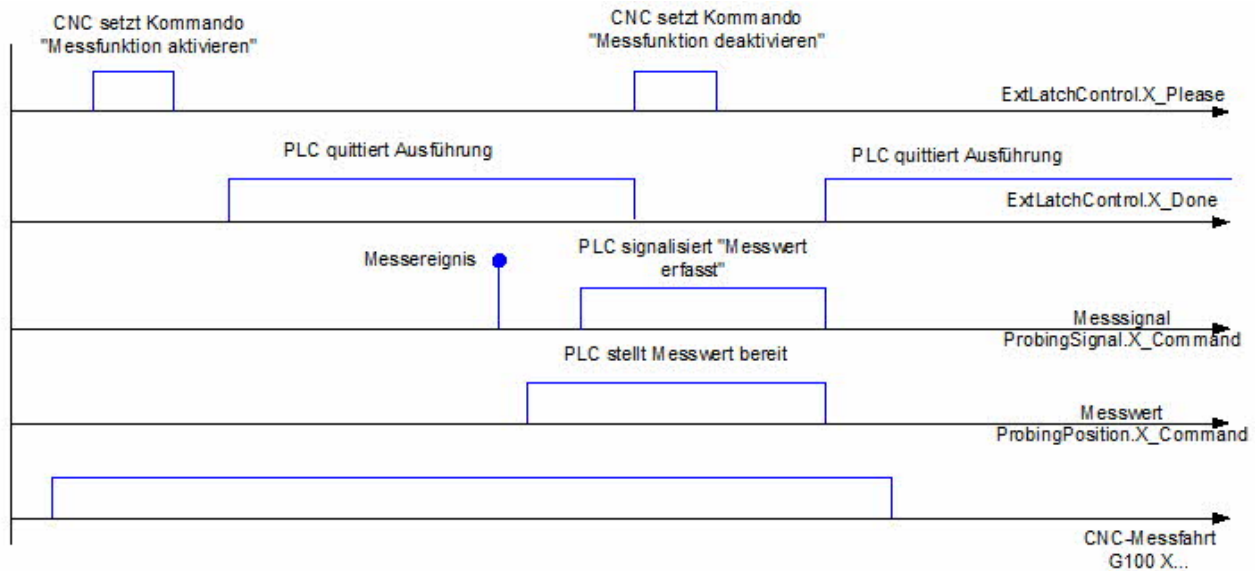 CNC setzt Kommando
"Messfunktion aktivieren"
CNC setzt Kommando
"Messfunktion deaktivieren"
ExtLatchControl.X_Please
PLC quittiert Ausführung
PLC quittiert Ausführung
ExtLatchControl.X_Done
Messereignis
PLC signalisiert "Messwert
erfasst"
Messsignal
ProbingSignal.X_Command
PLC stellt Messwert bereit
Messwert
ProbingPosition.X_Command
CNC-Messfahrt
G100 X...